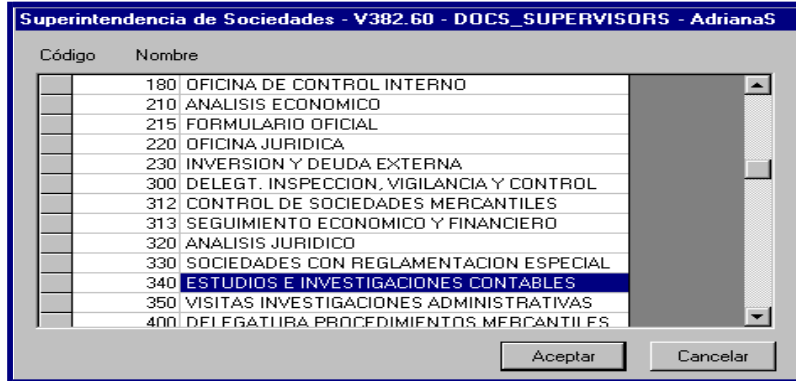 Superintendencia de Sociedades - V382.60 - DOCS_SUPERVISORS - AdrianaS
Código Nombre
180 OFICINA DE CONTROL INTERNO
210 ANALISIS ECONOMICO
215 FORMULARIO OFICIAL
220 OFICINA JURIDICA
230 INVERSION Y DEUDA EXTERNA
300 DELEGT. INSPECCION, VIGILANCIA Y CONTROL
312 CONTROL DE SOCIEDADES MERCANTILES
313 SEGUIMIENTO ECONOMICO Y FINANCIERO
320 ANALISIS JURIDICO
330 SOCIEDADES CON REGLAMENTACION ESPECIAL
340 ESTUDIOS E INVESTIGACIONES CONTABLES
350 VISITAS INVESTIGACIONES ADMINISTRATIVAS
400 DELEGATURA PROCEDIMIENTOS MERCANTILES
Aceptar Cancelar